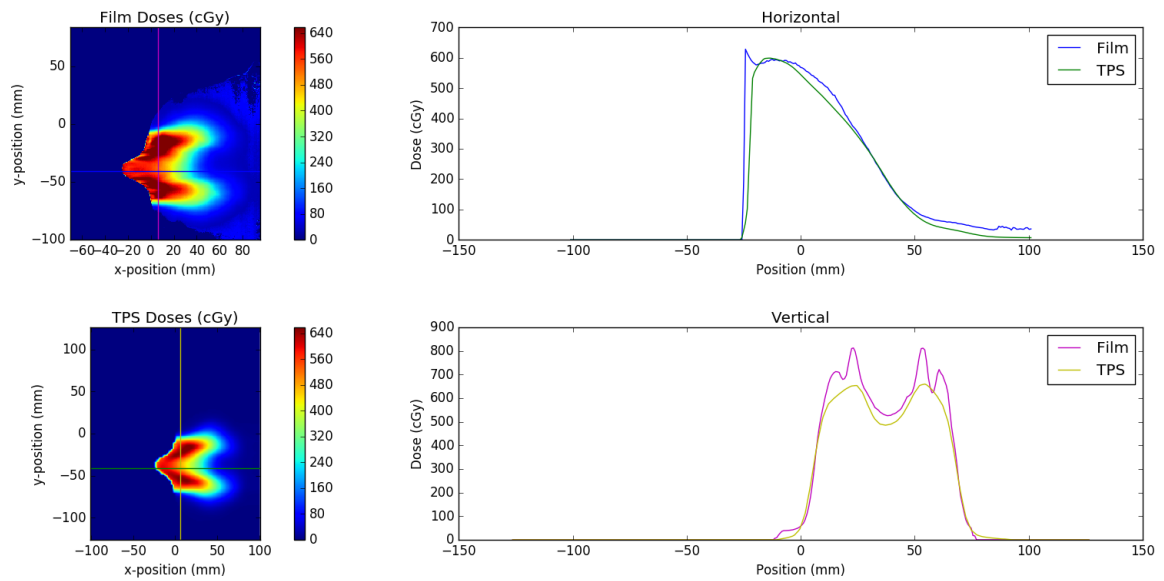 Film Doses (cGy)
y-position (mm)
50
0
−50
−100
−60−40−20 0 20 40 60 80
x-position (mm)
640
560
480
400
320
240
160
80
0
Horizontal
Dose (cGy)
700
600
500
400
300
200
100
0
−150 −100 −50 0 50 100 150
Position (mm)
Film
TPS
TPS Doses (cGy)
y-position (mm)
100
50
0
−50
−100
−100 −50 0 50 100
x-position (mm)
640
560
480
400
320
240
160
80
0
Vertical
Dose (cGy)
900
800
700
600
500
400
300
200
100
0
−150 −100 −50 0 50 100 150
Position (mm)
Film
TPS